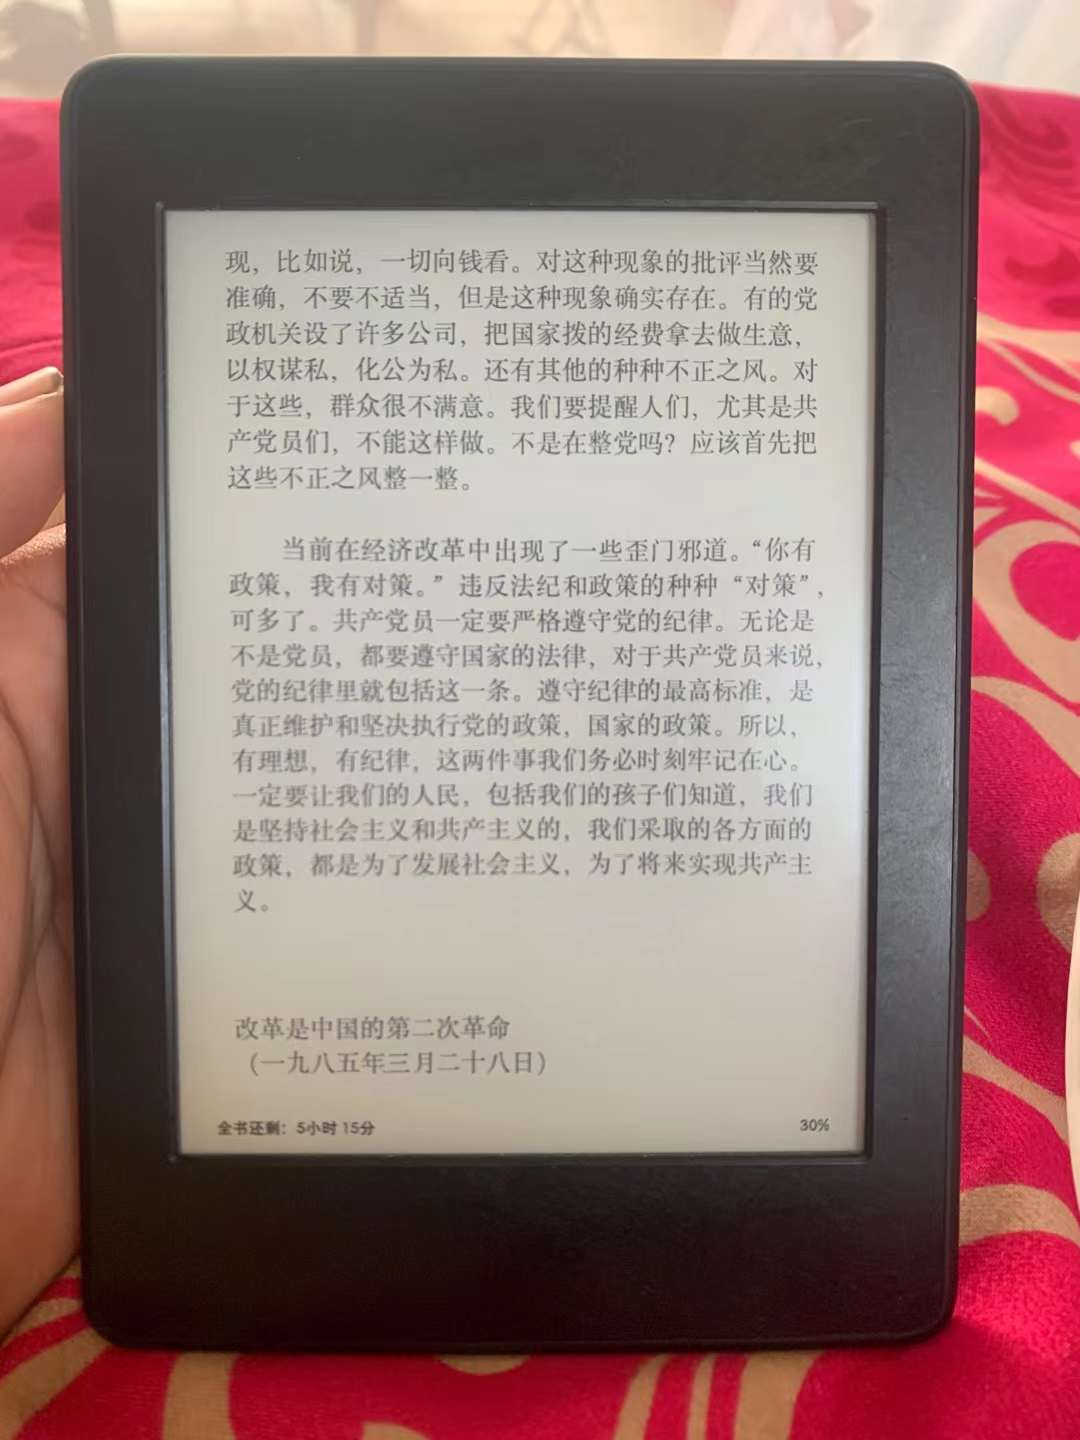 现，比如说，一切向钱看。对这种现象的批评当然要
准确，不要不适当，但是这种现象确实存在。有的党
政机关设了许多公司，把国家拨的经费拿去做生意，
以权谋私，化公为私。还有其他的种种不正之风。对
于这些，群众很不满意。我们要提醒人们，尤其是共
产党员们，不能这样做。不是在整党吗？应该首先把
这些不正之风整一整。
当前在经济改革中出现了一些歪门邪道。“你有
政策，我有对策。”违反法纪和政策的种种“对策”，
可多了。共产党员一定要严格遵守党的纪律。无论是
不是党员，都要遵守国家的法律，对于共产党员来说，
党的纪律里就包括这一条。遵守纪律的最高标准，是
真正维护和坚决执行党的政策，国家的政策。所以，
有理想，有纪律，这两件事我们务必时刻牢记在心。
一定要让我们的人民，包括我们的孩子们知道，我们
是坚持社会主义和共产主义的，我们采取的各方面的
政策，都是为了发展社会主义，为了将来实现共产主
义。
改革是中国的第二次革命
（一九八五年三月二十八日）
全书还剩：5小时 15分
30%